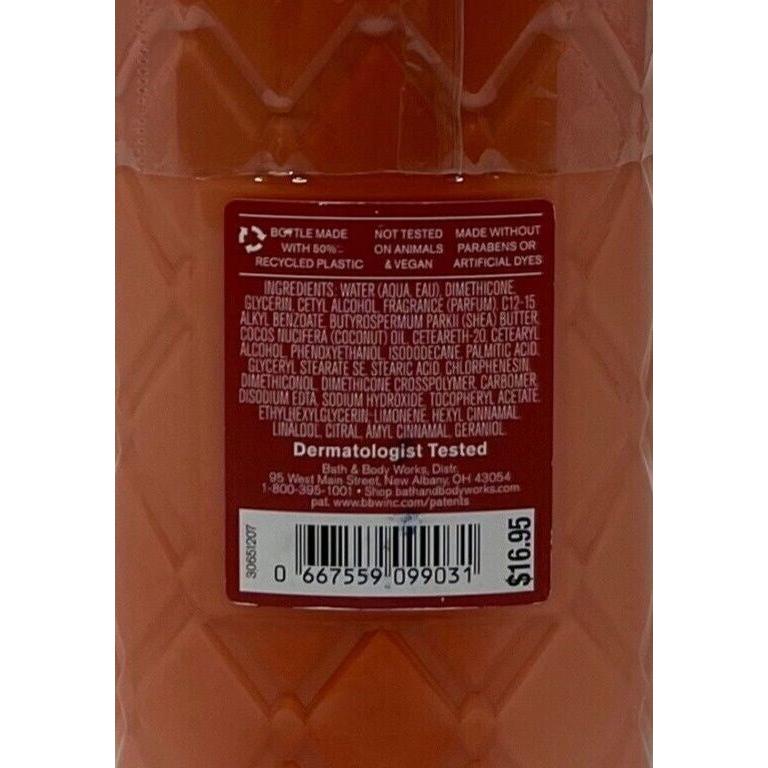 BOTTLE MADE
WITH 50%
RECYCLED PLASTIC
NOT TESTED
ON ANIMALS
& VEGAN
MADE WITHOUT
PARABENS OR
ARTIFICIAL DYES
INGREDIENTS: WATER (AQUA, EAU), DIMETHICONE,
GLYCERIN, CETYL ALCOHOL, FRAGRANCE (PARFUM), C12-15
ALKYL BENZOATE, BUTYROSPERMUM PARKII (SHEA) BUTTER,
COCOS NUCIFERA (COCONUT) OIL, CETEARETH-20, CETEARYL
ALCOHOL, PHENOXYETHANOL, ISODODECANE, PALMITIC ACID,
GLYCERYL STEARATE SE, STEARIC ACID, CHLORPHENESIN,
DIMETHICONOL, DIMETHICONE CROSSPOLYMER, CARBOMER,
DISODIUM EDTA, SODIUM HYDROXIDE, TOCOPHERYL ACETATE,
ETHYLHEXYLGLYCERIN, LIMONENE, HEXYL CINNAMAL,
LINALOOL, CITRAL, AMYL CINNAMAL, GERANIOL.
Dermatologist Tested
Bath & Body Works, Distr.
95 West Main Street, New Albany, OH 43054
1-800-395-1001 • Shop bathandbodyworks.com
pat. www.bbwinc.com/patents
30651207
0 667559 099031
$16.95